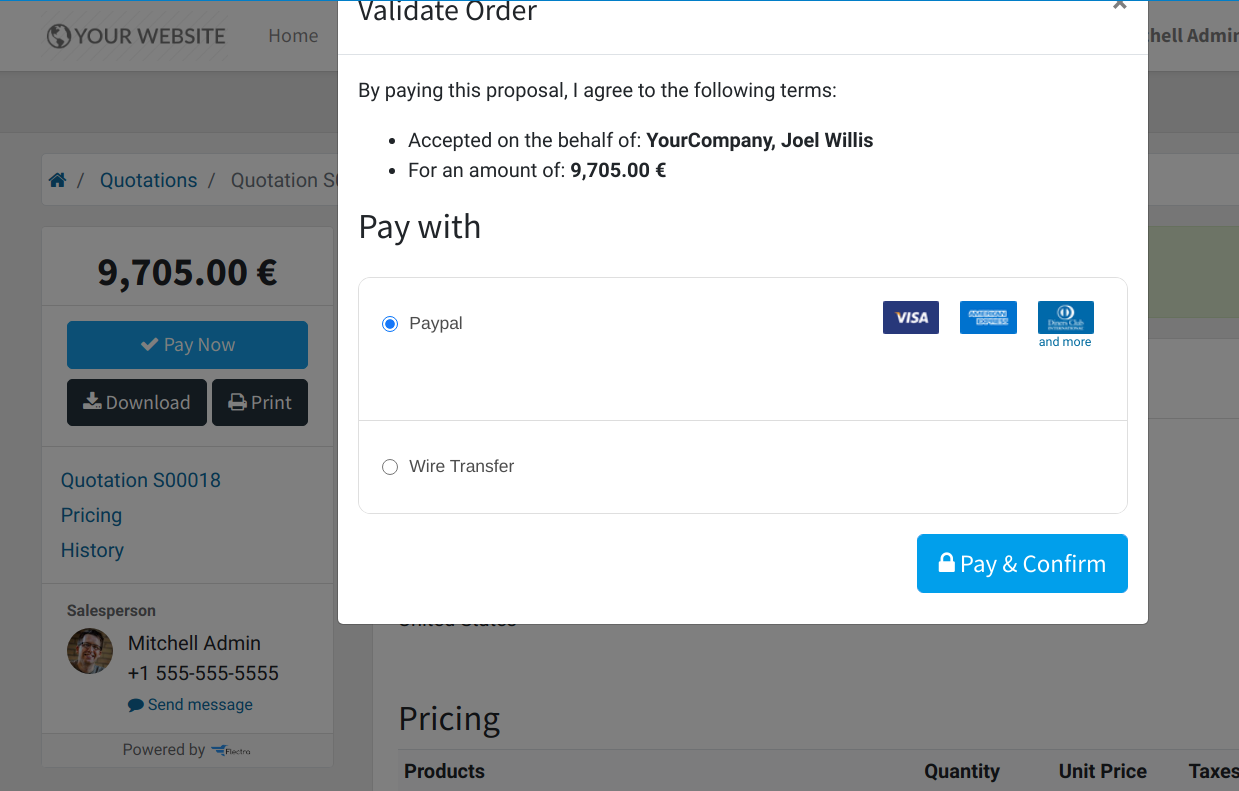 Validate Order
×
YOUR WEBSITE
Home
hell Admin
By paying this proposal, I agree to the following terms:
• Accepted on the behalf of: YourCompany, Joel Willis
• For an amount of: 9,705.00 €
/ Quotations / Quotation S0
9,705.00 €
Pay with
Paypal
VISA
AMERICAN EXPRESS
Diners Club
INTERNATIONAL
and more
Pay Now
Download
Print
Wire Transfer
Quotation S00018
Pricing
History
Pay & Confirm
Salesperson
Mitchell Admin
+1 555-555-5555
Send message
United States
Powered by Flectra
Pricing
Products Quantity Unit Price Taxes